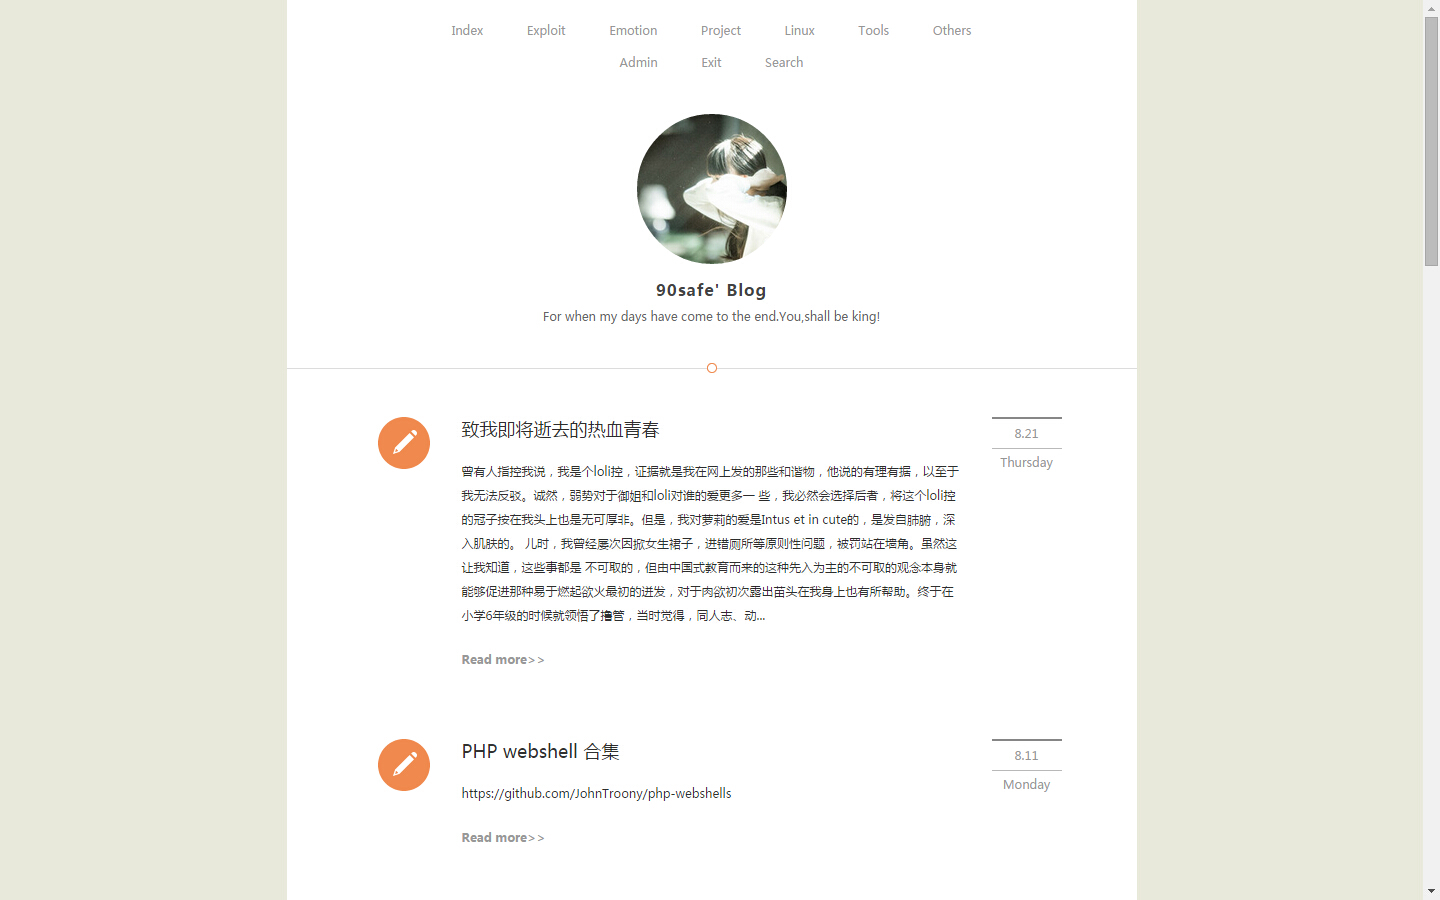 Index Exploit Emotion Project Linux Tools Others
Admin Exit Search
90safe' Blog
For when my days have come to the end.You,shall be king!
致我即将逝去的热血青春
8.21
Thursday
曾有人指控我说，我是个loli控，证据就是我在网上发的那些和谐物，他说的有理有据，以至于
我无法反驳。诚然，弱势对于御姐和loli对谁的爱更多一 些，我必然会选择后者，将这个loli控
的冠子按在我头上也是无可厚非。但是，我对萝莉的爱是Intus et in cute的，是发自肺腑，深
入肌肤的。 儿时，我曾经屡次因掀女生裙子，进错厕所等原则性问题，被罚站在墙角。虽然这
让我知道，这些事都是 不可取的，但由中国式教育而来的这种先入为主的不可取的观念本身就
能够促进那种易于燃起欲火最初的迸发，对于肉欲初次露出苗头在我身上也有所帮助。终于在
小学6年级的时候就领悟了撸管，当时觉得，同人志、动...
Read more>>
PHP webshell 合集
8.11
Monday
https://github.com/JohnTroony/php-webshells
Read more>>